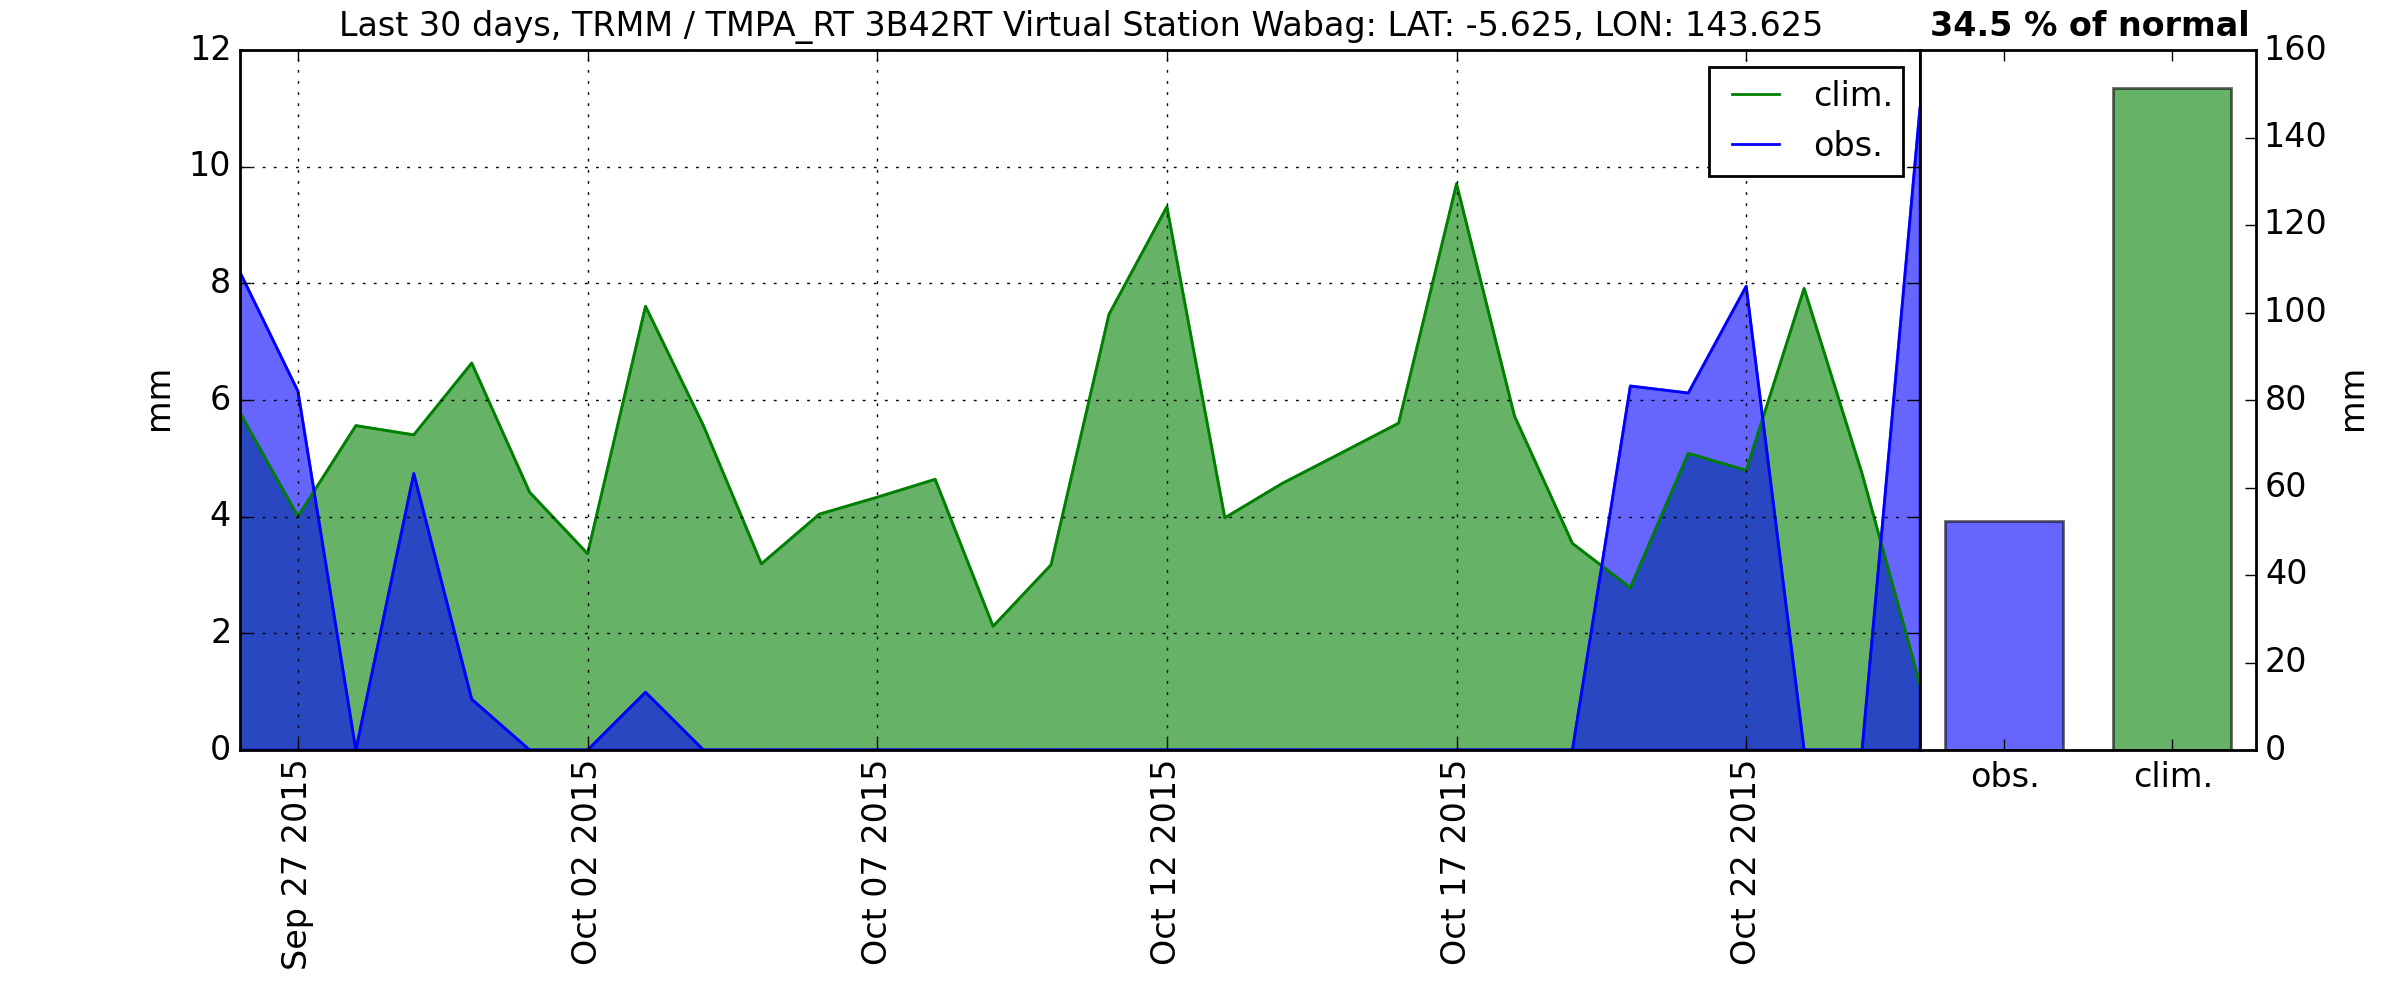 Last 30 days, TRMM / TMPA_RT 3B42RT Virtual Station Wabag: LAT: -5.625, LON: 143.625
34.5 % of normal
12
10
8
6
4
2
0
mm
clim.
obs.
Sep 27 2015
Oct 02 2015
Oct 07 2015
Oct 12 2015
Oct 17 2015
Oct 22 2015
obs.
clim.
160
140
120
100
80
60
40
20
0
mm